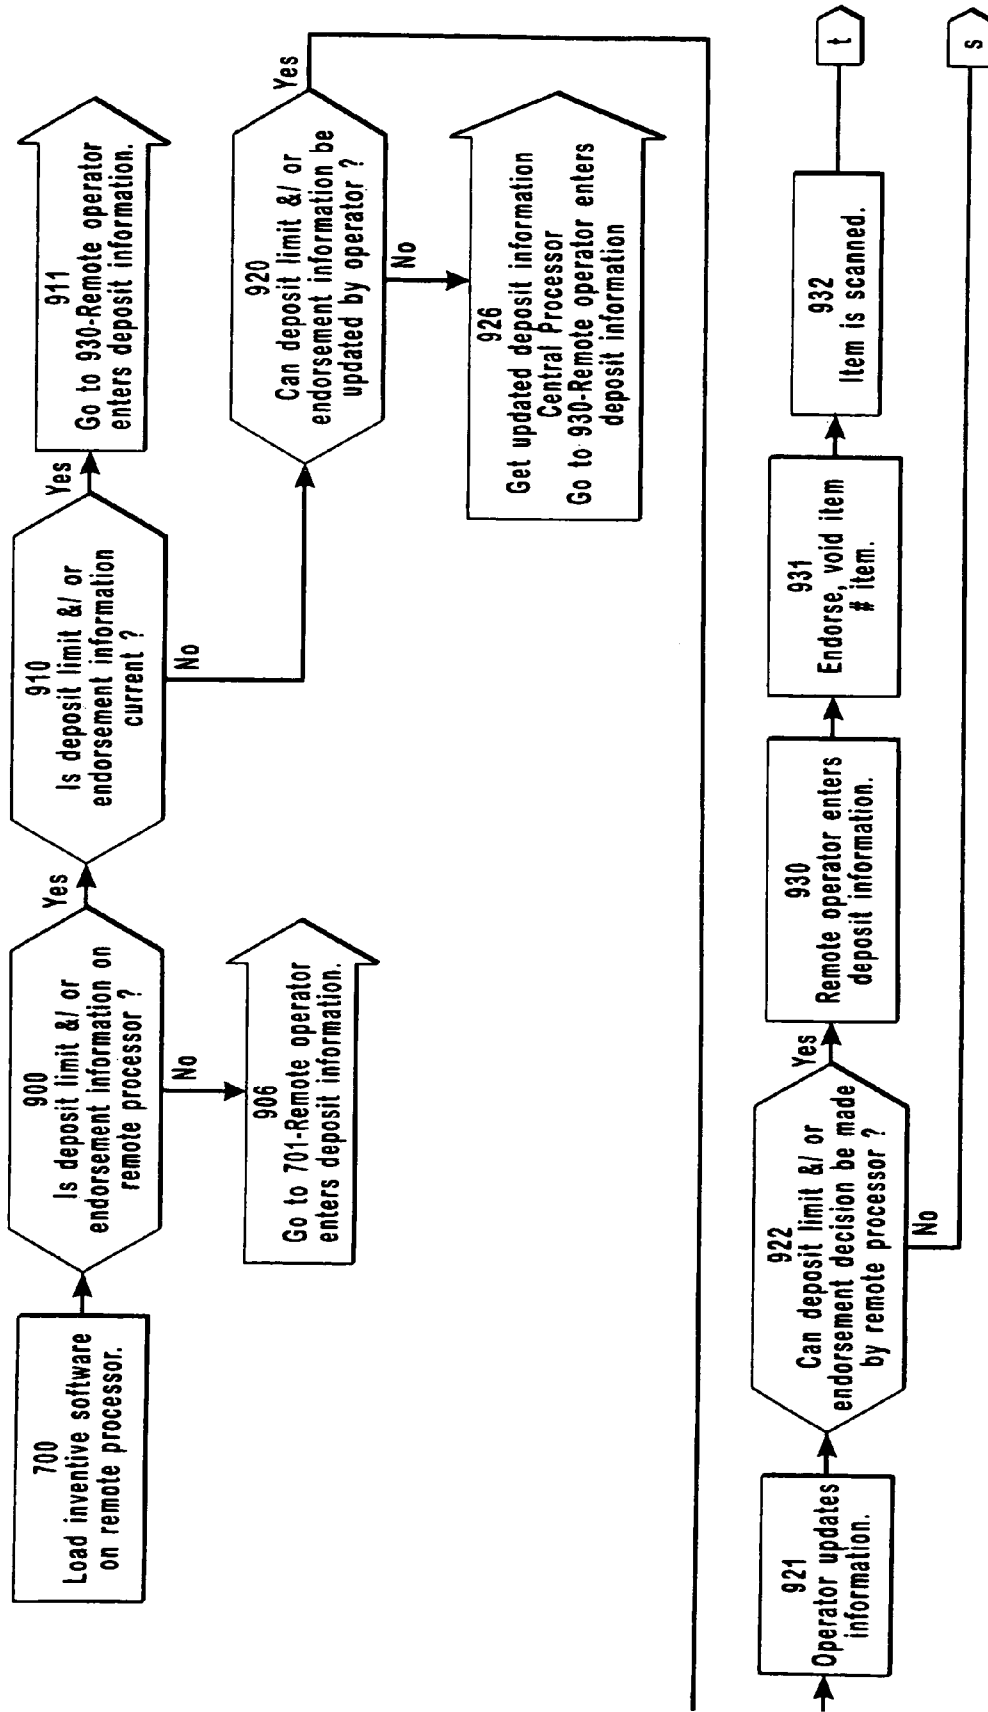 700
Load inventive software
on remote processor.
900
Is deposit limit &/ or
endorsement information on
remote processor ?
Yes
No
906
Go to 701-Remote operator
enters deposit information.
910
Is deposit limit &/ or
endorsement information
current ?
Yes
No
911
Go to 930-Remote operator
enters deposit information.
920
Can deposit limit &/ or
endorsement information be
updated by operator ?
Yes
No
926
Get updated deposit information
Central Processor
Go to 930-Remote operator enters
deposit information
921
Operator updates
information.
922
Can deposit limit &/ or
endorsement decision be made
by remote processor ?
Yes
No
930
Remote operator enters
deposit information.
931
Endorse, void item
# item.
932
Item is scanned.
t
s